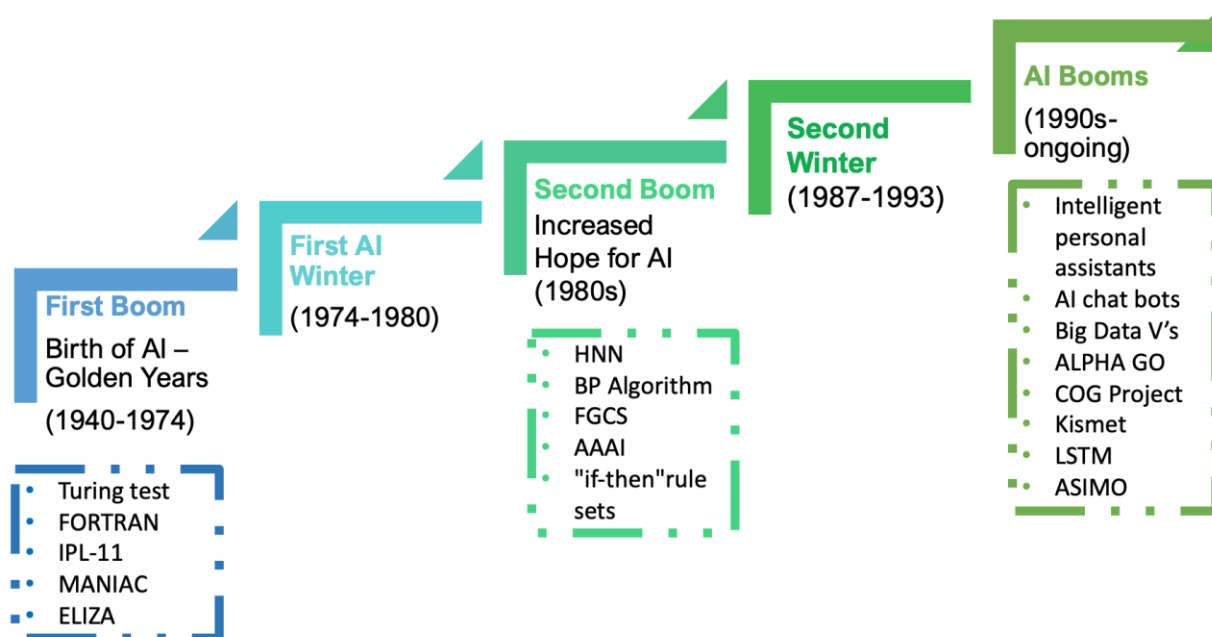 First Boom
Birth of AI –
Golden Years
(1940-1974)
• Turing test
• FORTRAN
• IPL-11
• MANIAC
• ELIZA
First AI
Winter
(1974-1980)
Second Boom
Increased
Hope for AI
(1980s)
• HNN
• BP Algorithm
• FGCS
• AAAI
• "if-then"rule
sets
Second
Winter
(1987-1993)
AI Booms
(1990s-
ongoing)
• Intelligent
personal
assistants
• AI chat bots
• Big Data V’s
• ALPHA GO
• COG Project
• Kismet
• LSTM
• ASIMO